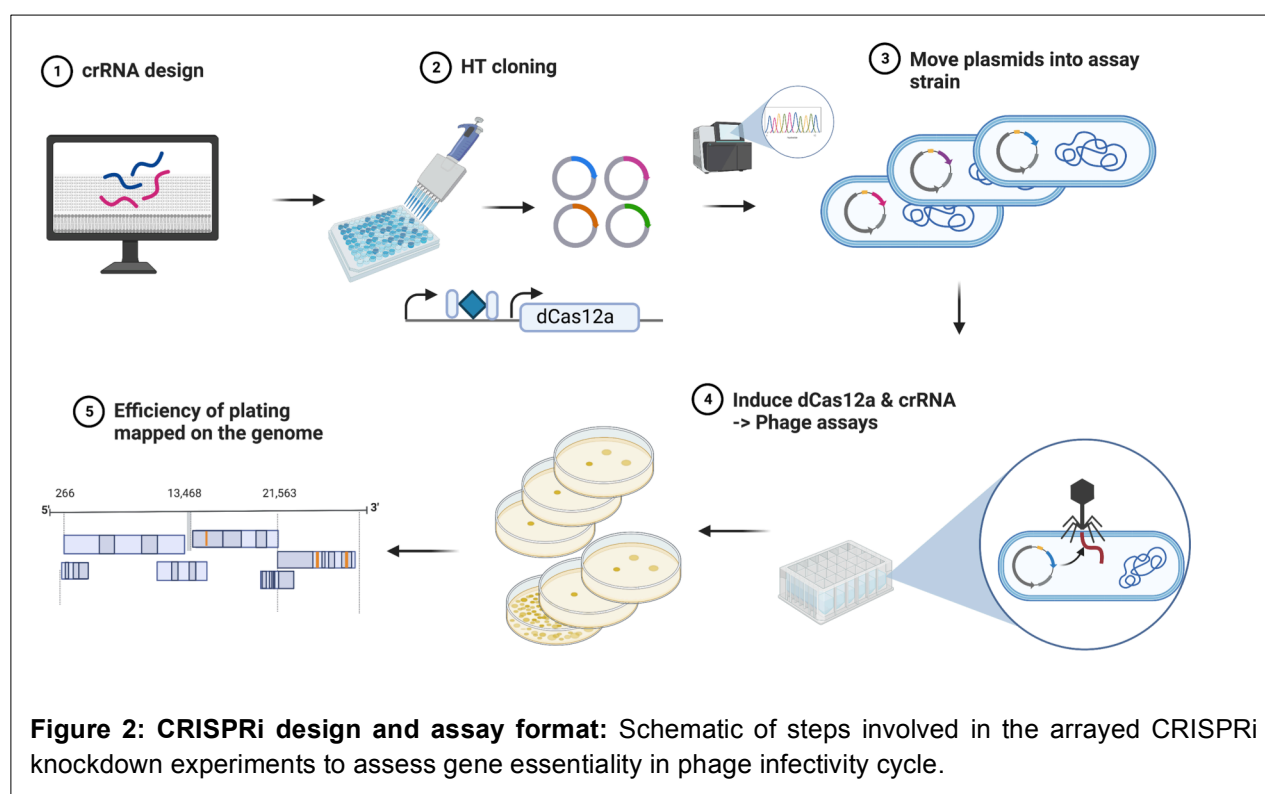 1 crRNA design
2 HT cloning
3 Move plasmids into assay
strain
dCas12a
4 Induce dCas12a & crRNA
-> Phage assays
5 Efficiency of plating
mapped on the genome
266 13,468 21,563
5' 3'
Figure 2: CRISPRi design and assay format: Schematic of steps involved in the arrayed CRISPRi
knockdown experiments to assess gene essentiality in phage infectivity cycle.